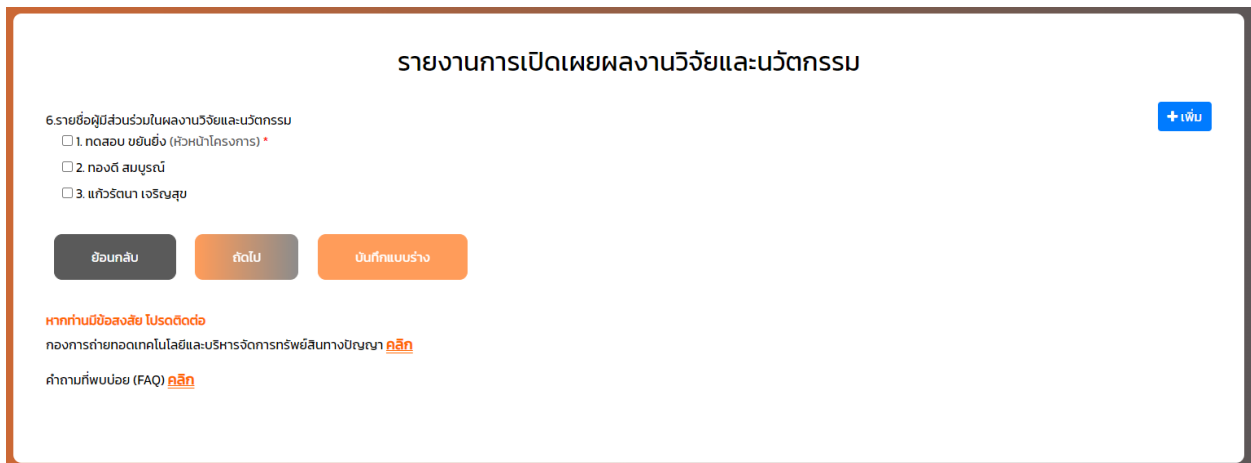 รายงานการเปิดเผยผลงานวิจัยและนวัตกรรม
6.รายชื่อผู้มีส่วนร่วมในผลงานวิจัยและนวัตกรรม
+ เพิ่ม
1. ทดสอบ ขยันยิ่ง (หัวหน้าโครงการ) *
2. ทองดี สมบูรณ์
3. แก้วรัตนา เจริญสุข
ย้อนกลับ ถัดไป บันทึกแบบร่าง
หากท่านมีข้อสงสัย โปรดติดต่อ
กองการถ่ายทอดเทคโนโลยีและบริหารจัดการทรัพย์สินทางปัญญา คลิก
คำถามที่พบบ่อย (FAQ) คลิก